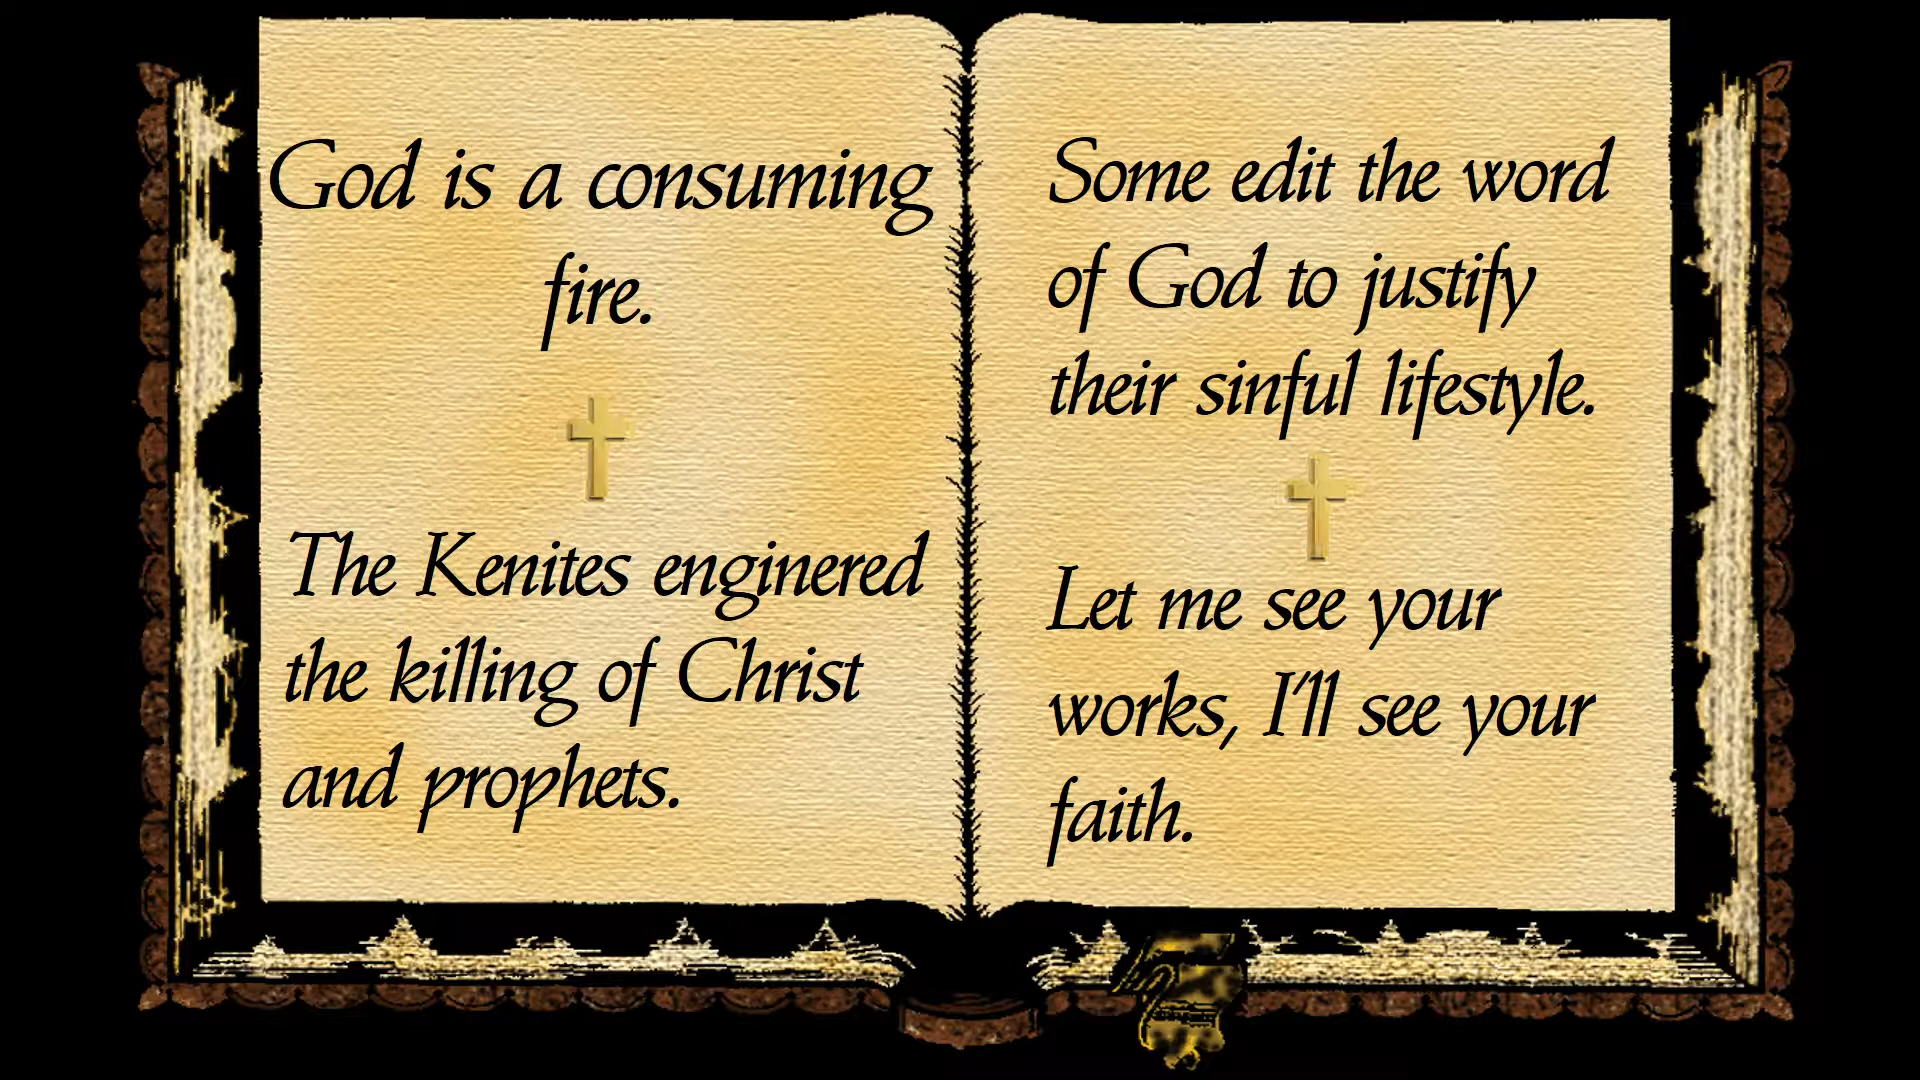 God is a consuming
fire.
The Kenites enginered
the killing of Christ
and prophets.
Some edit the word
of God to justify
their sinful lifestyle.
Let me see your
works, I'll see your
faith.